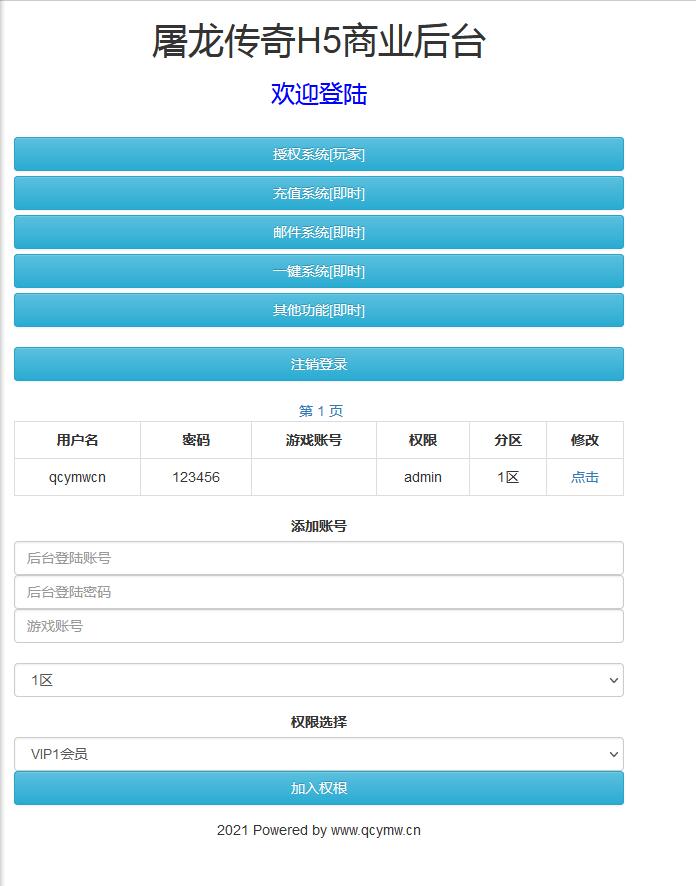 屠龙传奇H5商业后台
欢迎登陆
授权系统[玩家]
充值系统[即时]
邮件系统[即时]
一键系统[即时]
其他功能[即时]
注销登录
第 1 页
用户名 密码 游戏账号 权限 分区 修改
qcymwcn 123456 admin 1区 点击
添加账号
后台登陆账号
后台登陆密码
游戏账号
1区
权限选择
VIP1会员
加入权根
2021 Powered by www.qcymw.cn